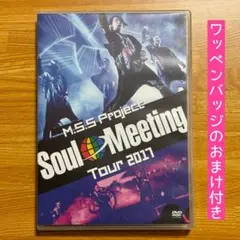 M.S.S Project
Soul Meeting
Tour 2017
DVD
ワッペンバッジのおまけ付き